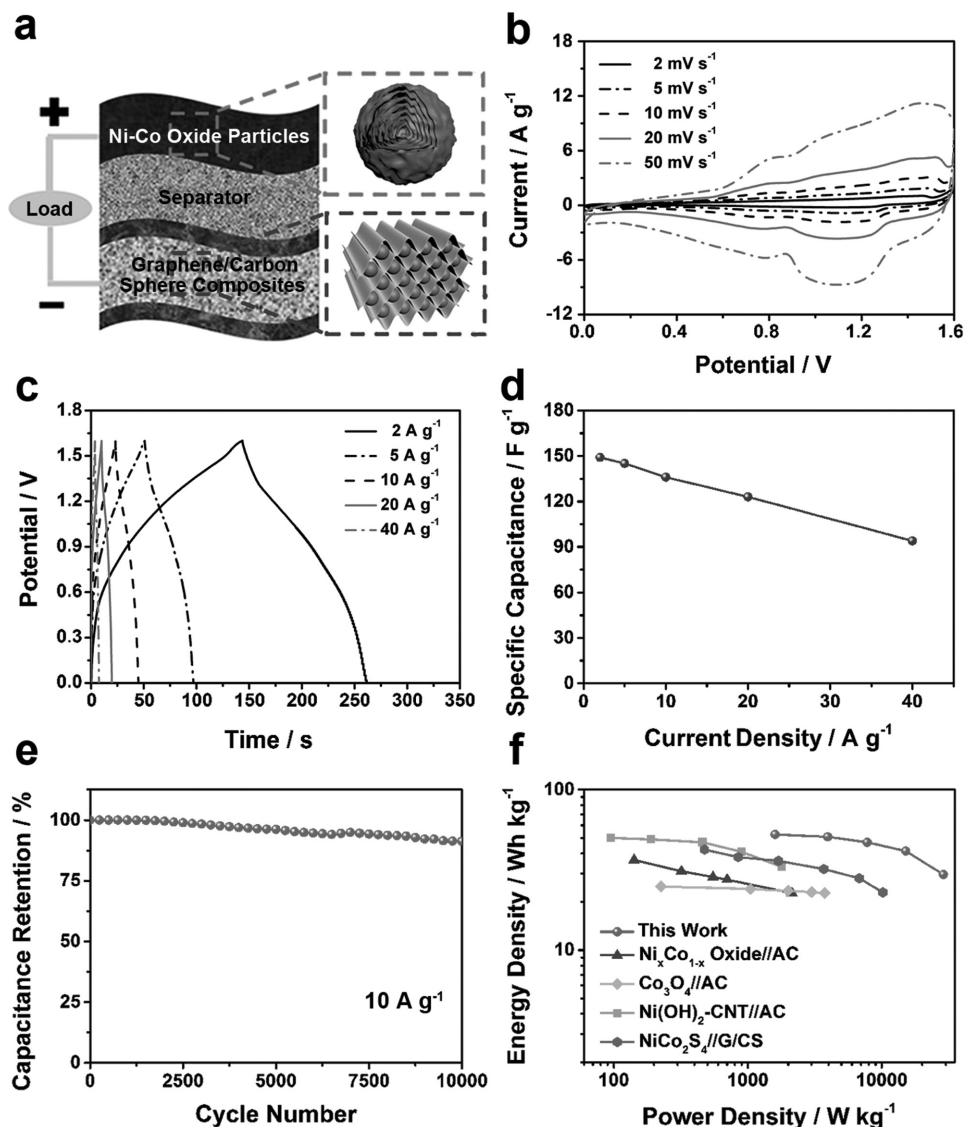 a
+
Load
−
Ni-Co Oxide Particles
Separator
Graphene/Carbon
Sphere Composites
b
Current / A g⁻¹
18
12
6
0
-6
-12
2 mV s⁻¹
5 mV s⁻¹
10 mV s⁻¹
20 mV s⁻¹
50 mV s⁻¹
0.0 0.4 0.8 1.2 1.6
Potential / V
c
Potential / V
1.8
1.5
1.2
0.9
0.6
0.3
0.0
2 A g⁻¹
5 A g⁻¹
10 A g⁻¹
20 A g⁻¹
40 A g⁻¹
0 50 100 150 200 250 300 350
Time / s
d
Specific Capacitance / F g⁻¹
180
150
120
90
60
30
0
0 10 20 30 40
Current Density / A g⁻¹
e
Capacitance Retention / %
100
75
50
25
0
10 A g⁻¹
0 2500 5000 7500 10000
Cycle Number
f
Energy Density / Wh kg⁻¹
100
10
This Work
NiₓCo₁₋ₓ Oxide//AC
Co₃O₄//AC
Ni(OH)₂-CNT//AC
NiCo₂S₄//G/CS
100 1000 10000
Power Density / W kg⁻¹